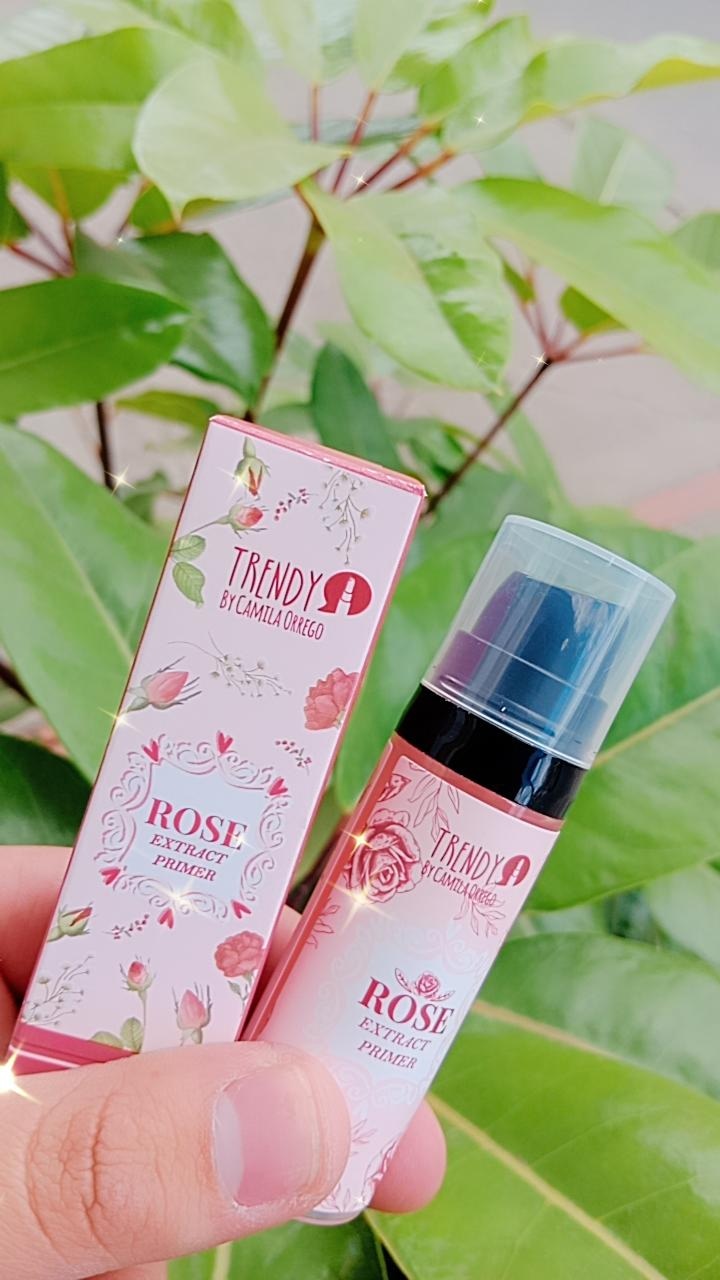 TRENDY
BY CAMILA ORREGO
ROSE
EXTRACT
PRIMER
TRENDY
BY CAMILA ORREGO
ROSE
EXTRACT
PRIMER